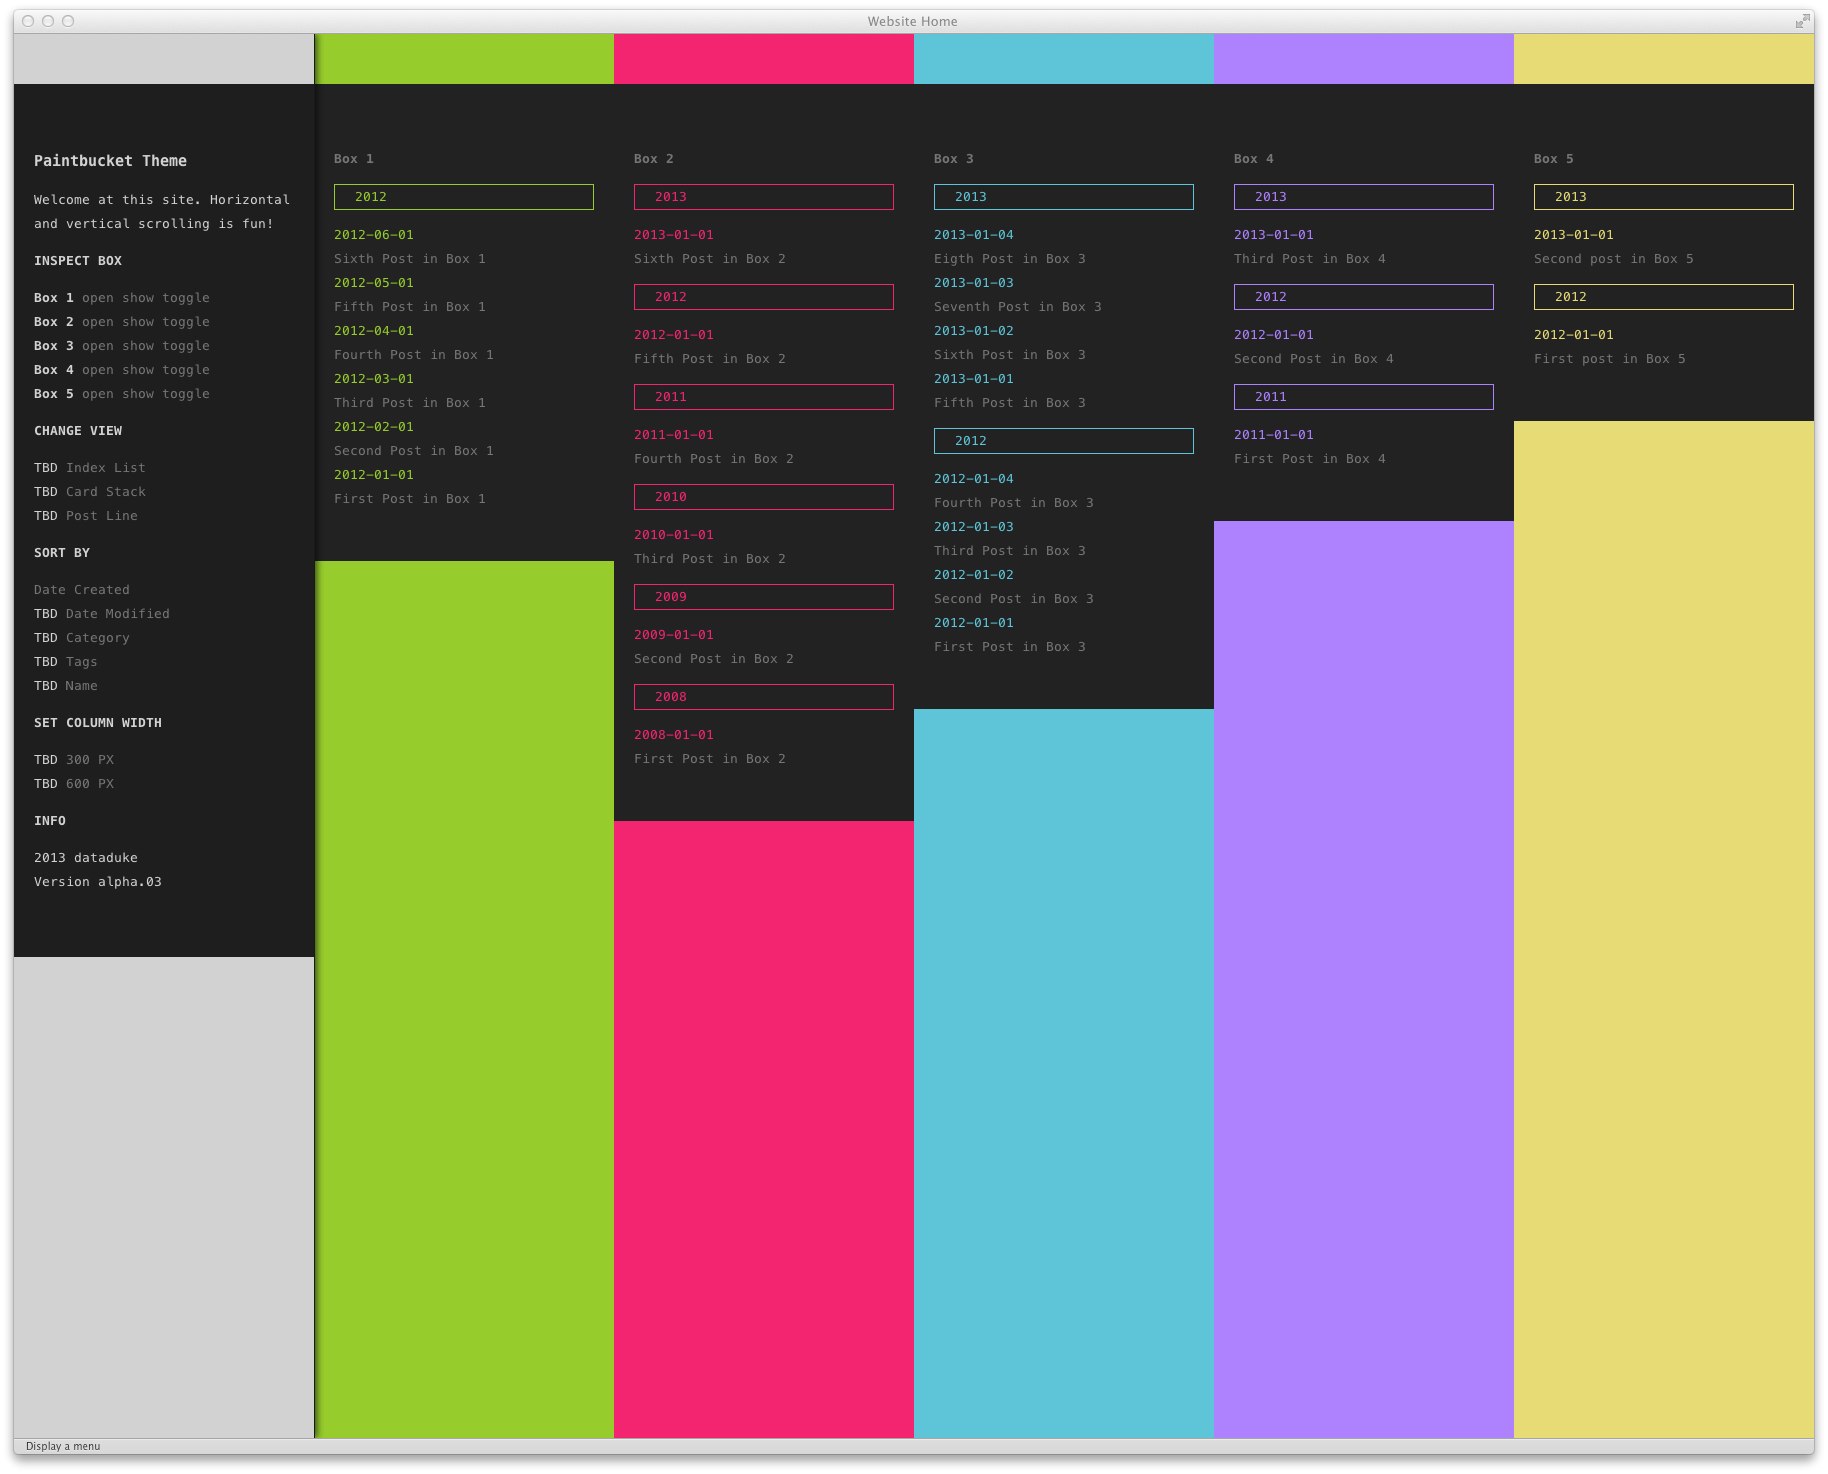 Website Home
Paintbucket Theme
Welcome at this site. Horizontal
and vertical scrolling is fun!
INSPECT BOX
Box 1 open show toggle
Box 2 open show toggle
Box 3 open show toggle
Box 4 open show toggle
Box 5 open show toggle
CHANGE VIEW
TBD Index List
TBD Card Stack
TBD Post Line
SORT BY
Date Created
TBD Date Modified
TBD Category
TBD Tags
TBD Name
SET COLUMN WIDTH
TBD 300 PX
TBD 600 PX
INFO
2013 dataduke
Version alpha.03
Box 1
2012
2012-06-01
Sixth Post in Box 1
2012-05-01
Fifth Post in Box 1
2012-04-01
Fourth Post in Box 1
2012-03-01
Third Post in Box 1
2012-02-01
Second Post in Box 1
2012-01-01
First Post in Box 1
Box 2
2013
2013-01-01
Sixth Post in Box 2
2012
2012-01-01
Fifth Post in Box 2
2011
2011-01-01
Fourth Post in Box 2
2010
2010-01-01
Third Post in Box 2
2009
2009-01-01
Second Post in Box 2
2008
2008-01-01
First Post in Box 2
Box 3
2013
2013-01-04
Eigth Post in Box 3
2013-01-03
Seventh Post in Box 3
2013-01-02
Sixth Post in Box 3
2013-01-01
Fifth Post in Box 3
2012
2012-01-04
Fourth Post in Box 3
2012-01-03
Third Post in Box 3
2012-01-02
Second Post in Box 3
2012-01-01
First Post in Box 3
Box 4
2013
2013-01-01
Third Post in Box 4
2012
2012-01-01
Second Post in Box 4
2011
2011-01-01
First Post in Box 4
Box 5
2013
2013-01-01
Second post in Box 5
2012
2012-01-01
First post in Box 5
Display a menu